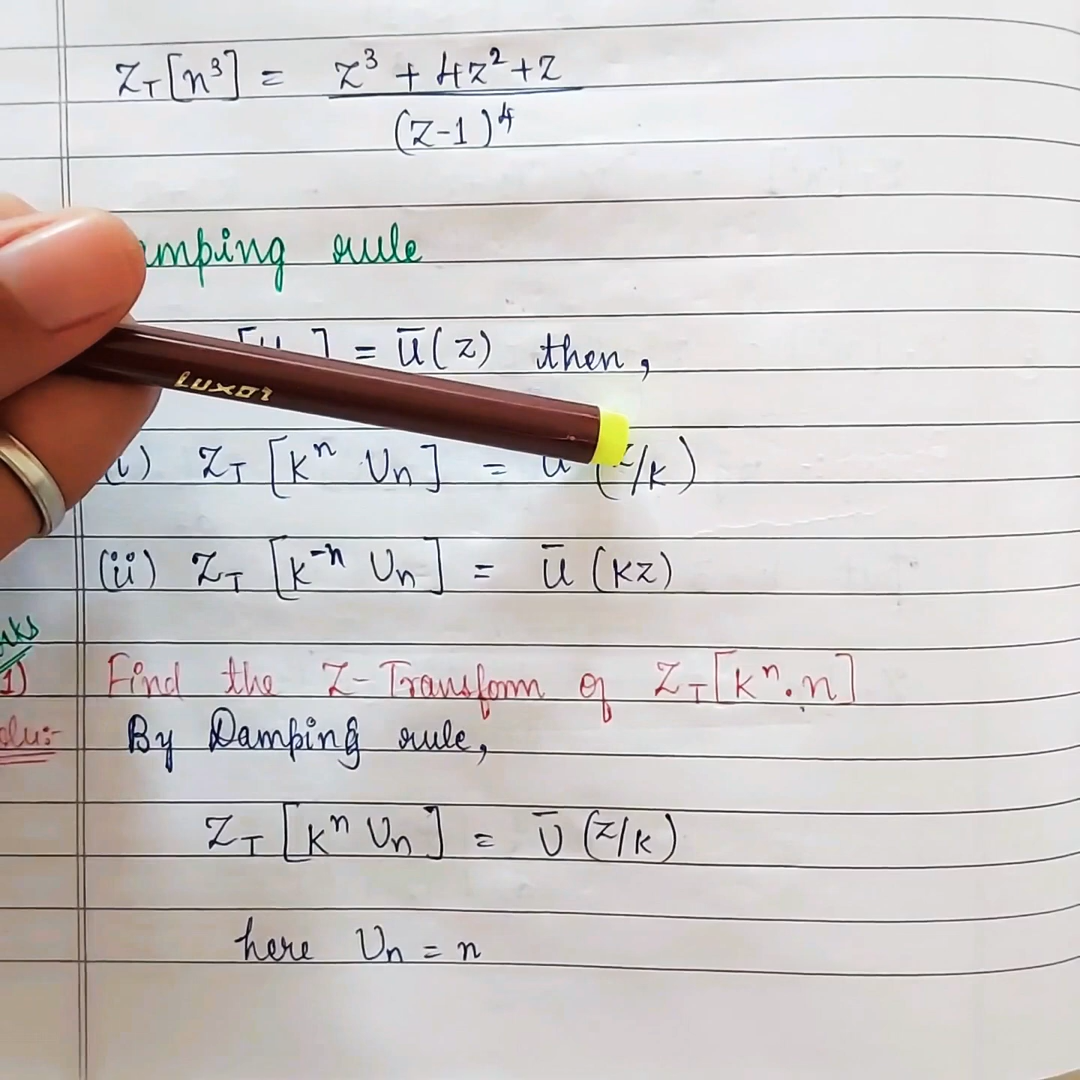 Z_T[n³] = z³ + 4z² + z / (z-1)⁴
rule
= ū(z) then,
LUXOR
(i) Z_T [kⁿ Uₙ] = ū (z/k)
(ii) Z_T [k⁻ⁿ Uₙ] = ū (kz)
1) Find the Z-Transform of Z_T[kⁿ.n]
By Damping rule,
Z_T [kⁿ Uₙ] = Ū (z/k)
here Uₙ = n